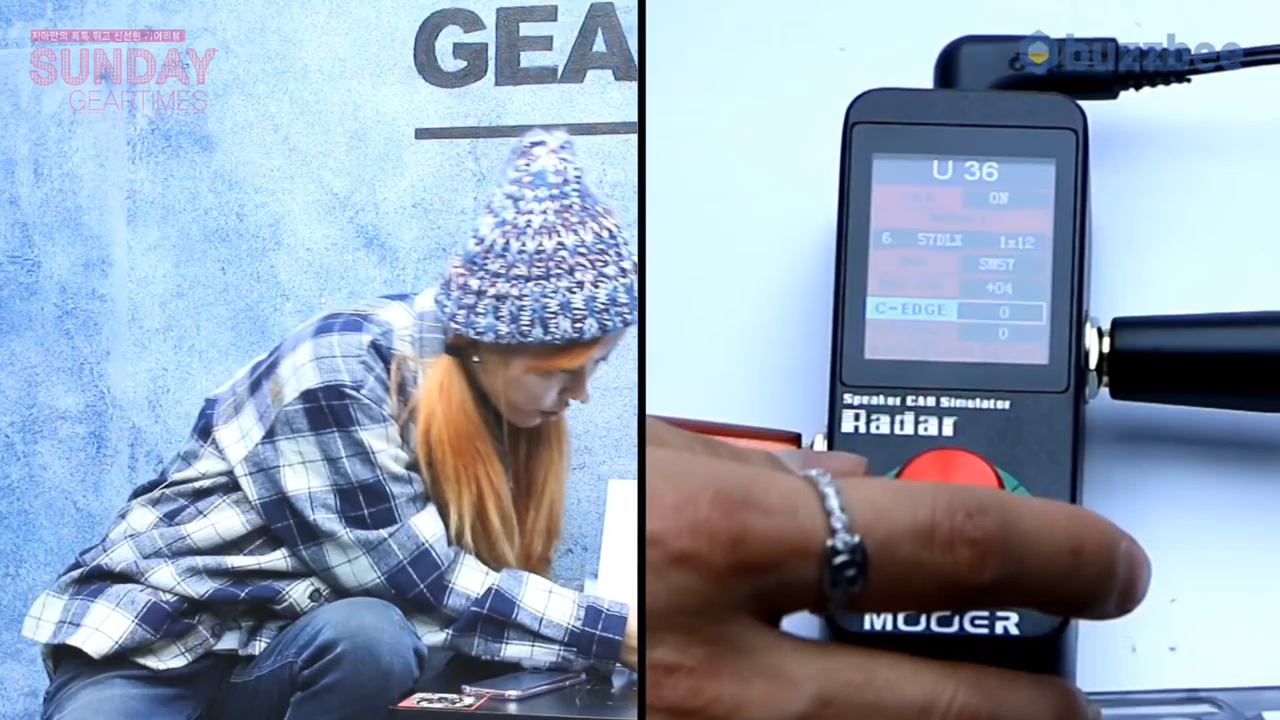 지아만의 톡톡 튀고 신선한 기어리뷰
SUNDAY
GEARTIMES
GEA
buzzbee
U 36
ON
6. 57DLX 1x12
SM57
+04
C-EDGE 0
0
Speaker CAB Simulator
Radar
MOOER